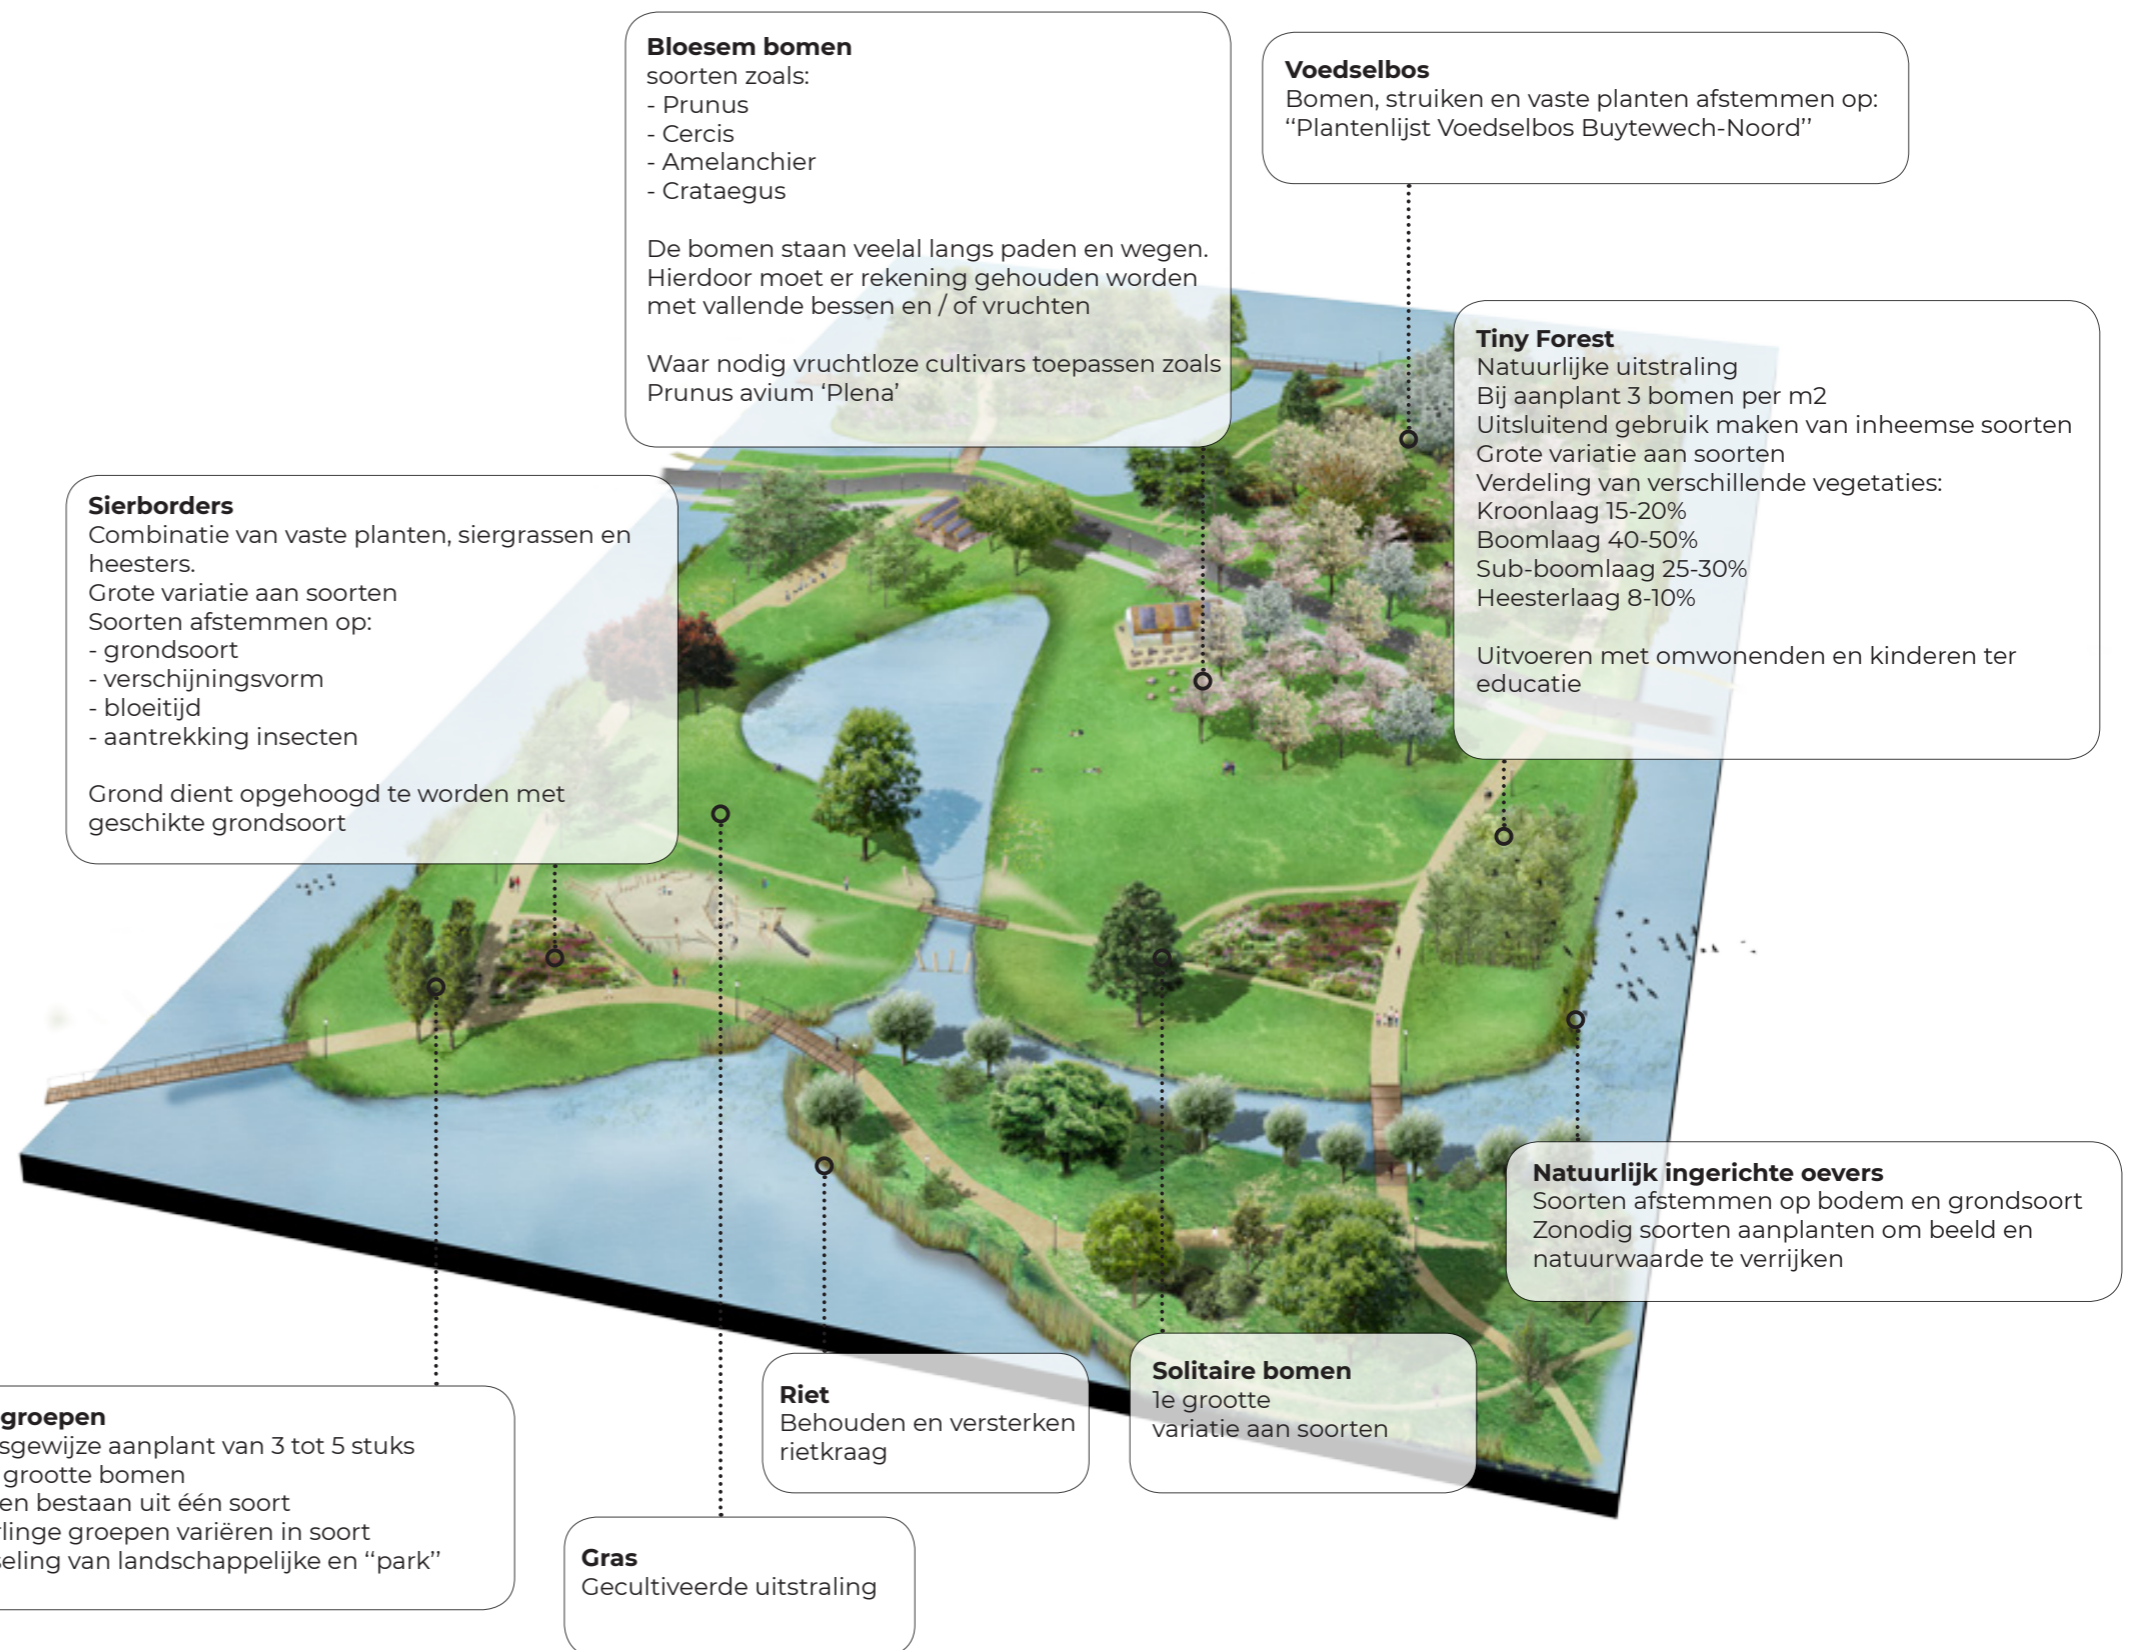 Bloesem bomen
soorten zoals:
- Prunus
- Cercis
- Amelanchier
- Crataegus
De bomen staan veelal langs paden en wegen.
Hierdoor moet er rekening gehouden worden
met vallende bessen en / of vruchten
Waar nodig vruchtloze cultivars toepassen zoals
Prunus avium ‘Plena’
Voedselbos
Bomen, struiken en vaste planten afstemmen op:
‘‘Plantenlijst Voedselbos Buytewech-Noord’’
Tiny Forest
Natuurlijke uitstraling
Bij aanplant 3 bomen per m2
Uitsluitend gebruik maken van inheemse soorten
Grote variatie aan soorten
Verdeling van verschillende vegetaties:
Kroonlaag 15-20%
Boomlaag 40-50%
Sub-boomlaag 25-30%
Heesterlaag 8-10%
Uitvoeren met omwonenden en kinderen ter
educatie
Sierborders
Combinatie van vaste planten, siergrassen en
heesters.
Grote variatie aan soorten
Soorten afstemmen op:
- grondsoort
- verschijningsvorm
- bloeitijd
- aantrekking insecten
Grond dient opgehoogd te worden met
geschikte grondsoort
Natuurlijk ingerichte oevers
Soorten afstemmen op bodem en grondsoort
Zonodig soorten aanplanten om beeld en
natuurwaarde te verrijken
Solitaire bomen
1e grootte
variatie aan soorten
Riet
Behouden en versterken
rietkraag
groepen
sgewijze aanplant van 3 tot 5 stuks
grootte bomen
en bestaan uit één soort
rlinge groepen variëren in soort
seling van landschappelijke en ‘‘park’’
Gras
Gecultiveerde uitstraling